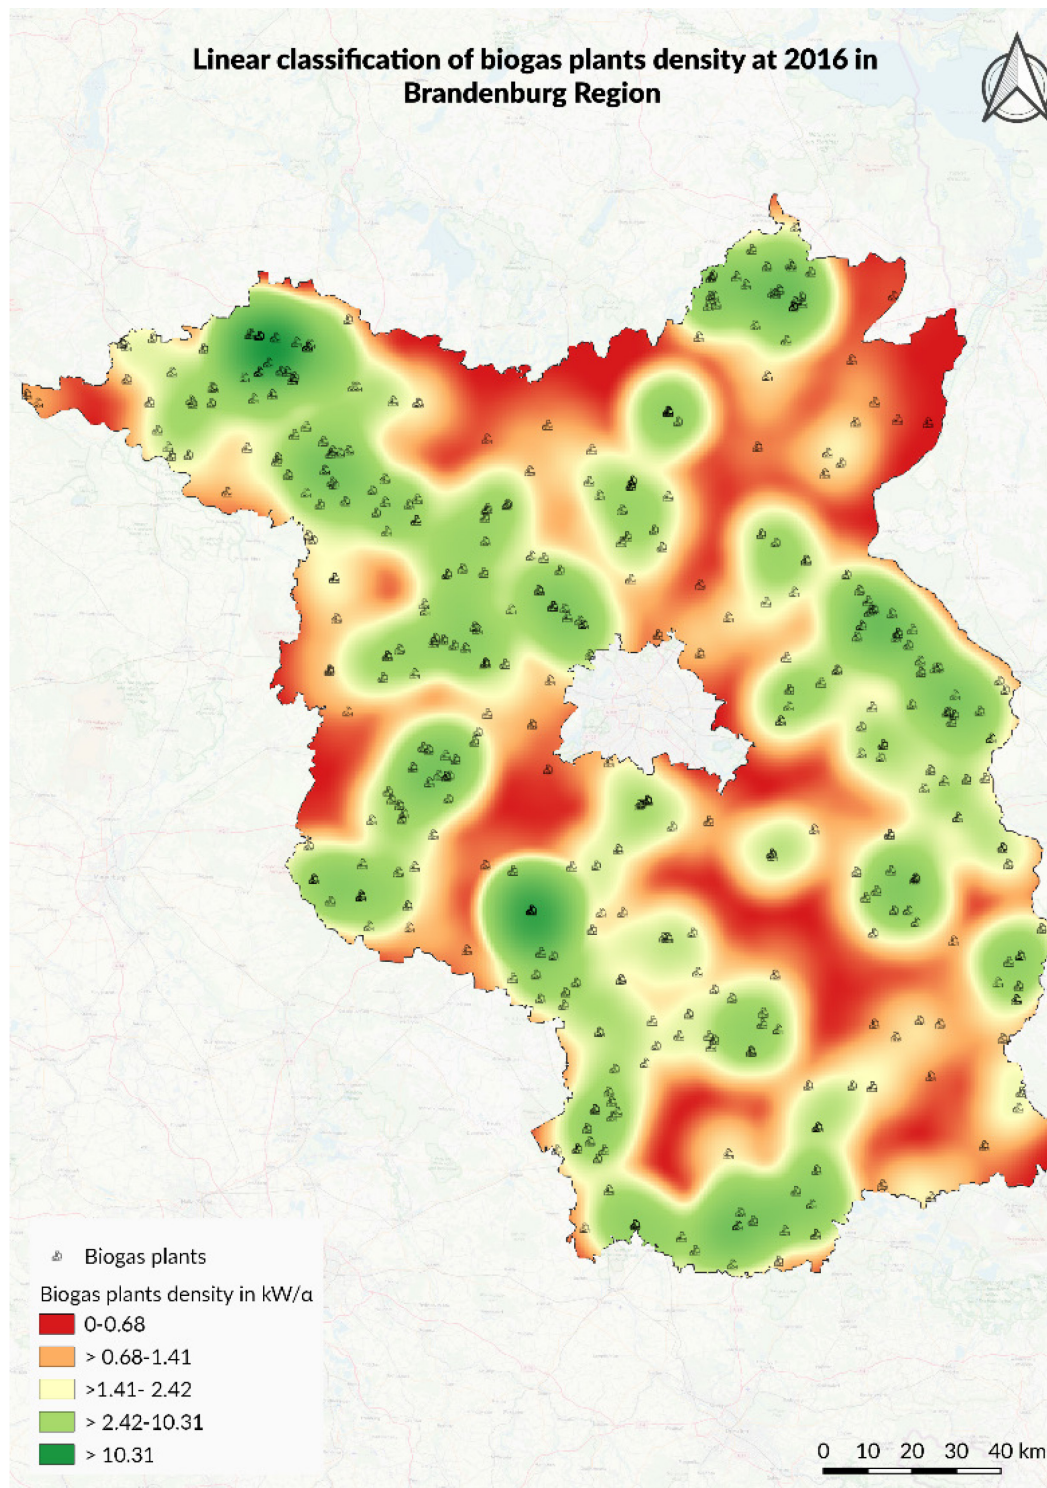 Linear classification of biogas plants density at 2016 in
Brandenburg Region
Biogas plants
Biogas plants density in kW/α
0-0.68
> 0.68-1.41
>1.41- 2.42
> 2.42-10.31
> 10.31
0 10 20 30 40 km